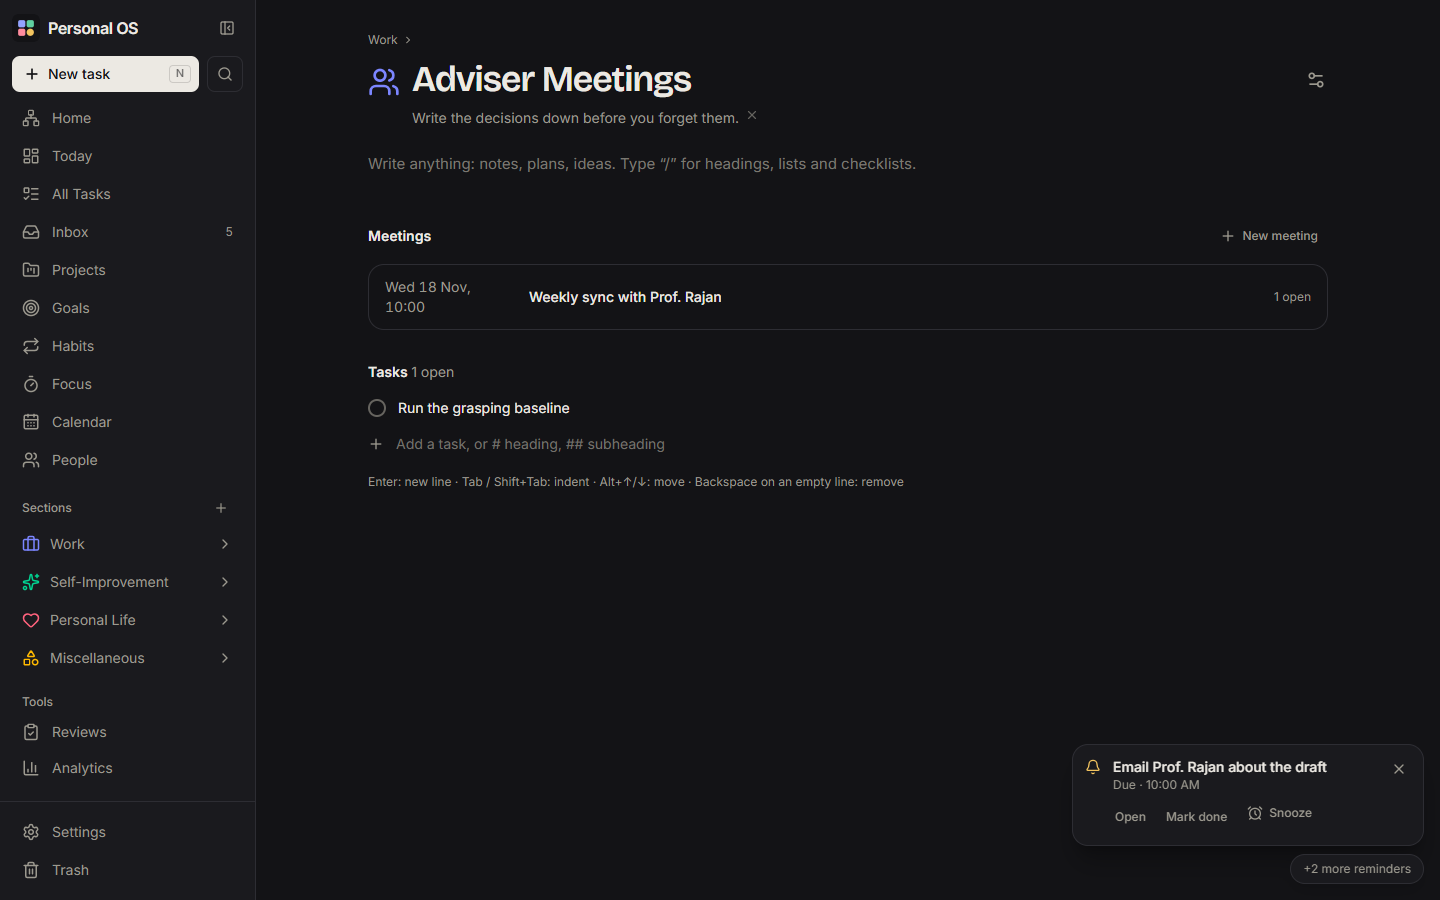 Personal OS
New task N
Home
Today
All Tasks
Inbox 5
Projects
Goals
Habits
Focus
Calendar
People
Sections
Work
Self-Improvement
Personal Life
Miscellaneous
Tools
Reviews
Analytics
Settings
Trash
Work
Adviser Meetings
Write the decisions down before you forget them.
Write anything: notes, plans, ideas. Type “/” for headings, lists and checklists.
Meetings
New meeting
Wed 18 Nov,
10:00
Weekly sync with Prof. Rajan
1 open
Tasks 1 open
Run the grasping baseline
Add a task, or # heading, ## subheading
Enter: new line · Tab / Shift+Tab: indent · Alt+↑/↓: move · Backspace on an empty line: remove
Email Prof. Rajan about the draft
Due · 10:00 AM
Open Mark done Snooze
+2 more reminders